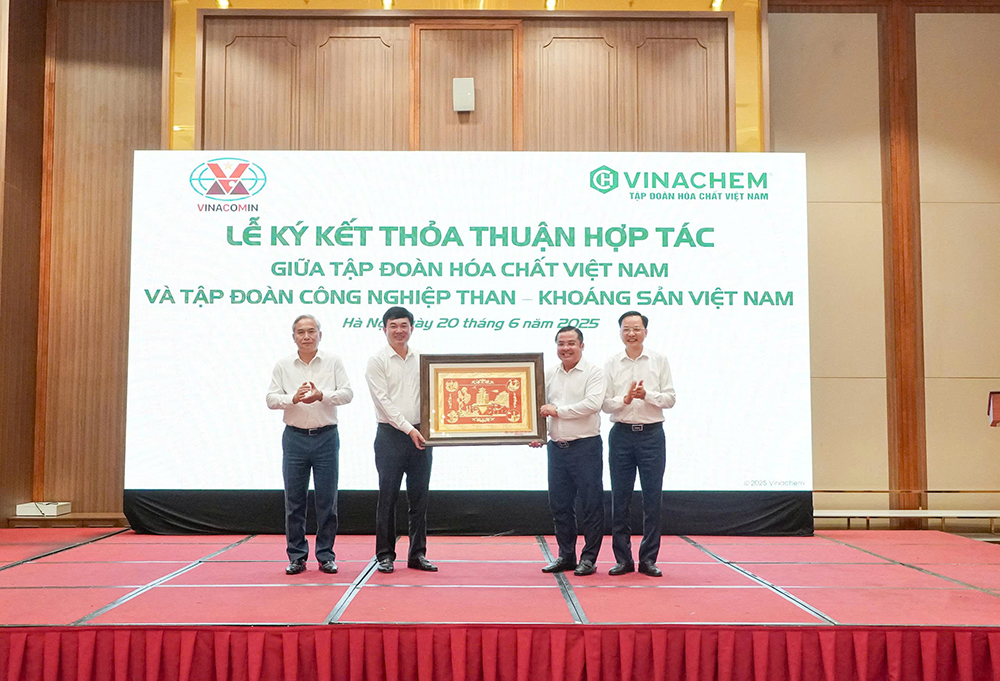 VINACOMIN
VINACHEM
TẬP ĐOÀN HÓA CHẤT VIỆT NAM
LỄ KÝ KẾT THỎA THUẬN HỢP TÁC
GIỮA TẬP ĐOÀN HÓA CHẤT VIỆT NAM
VÀ TẬP ĐOÀN CÔNG NGHIỆP THAN – KHOÁNG SẢN VIỆT NAM
Hà Nội, ngày 20 tháng 6 năm 2025
© 2025 Vinachem